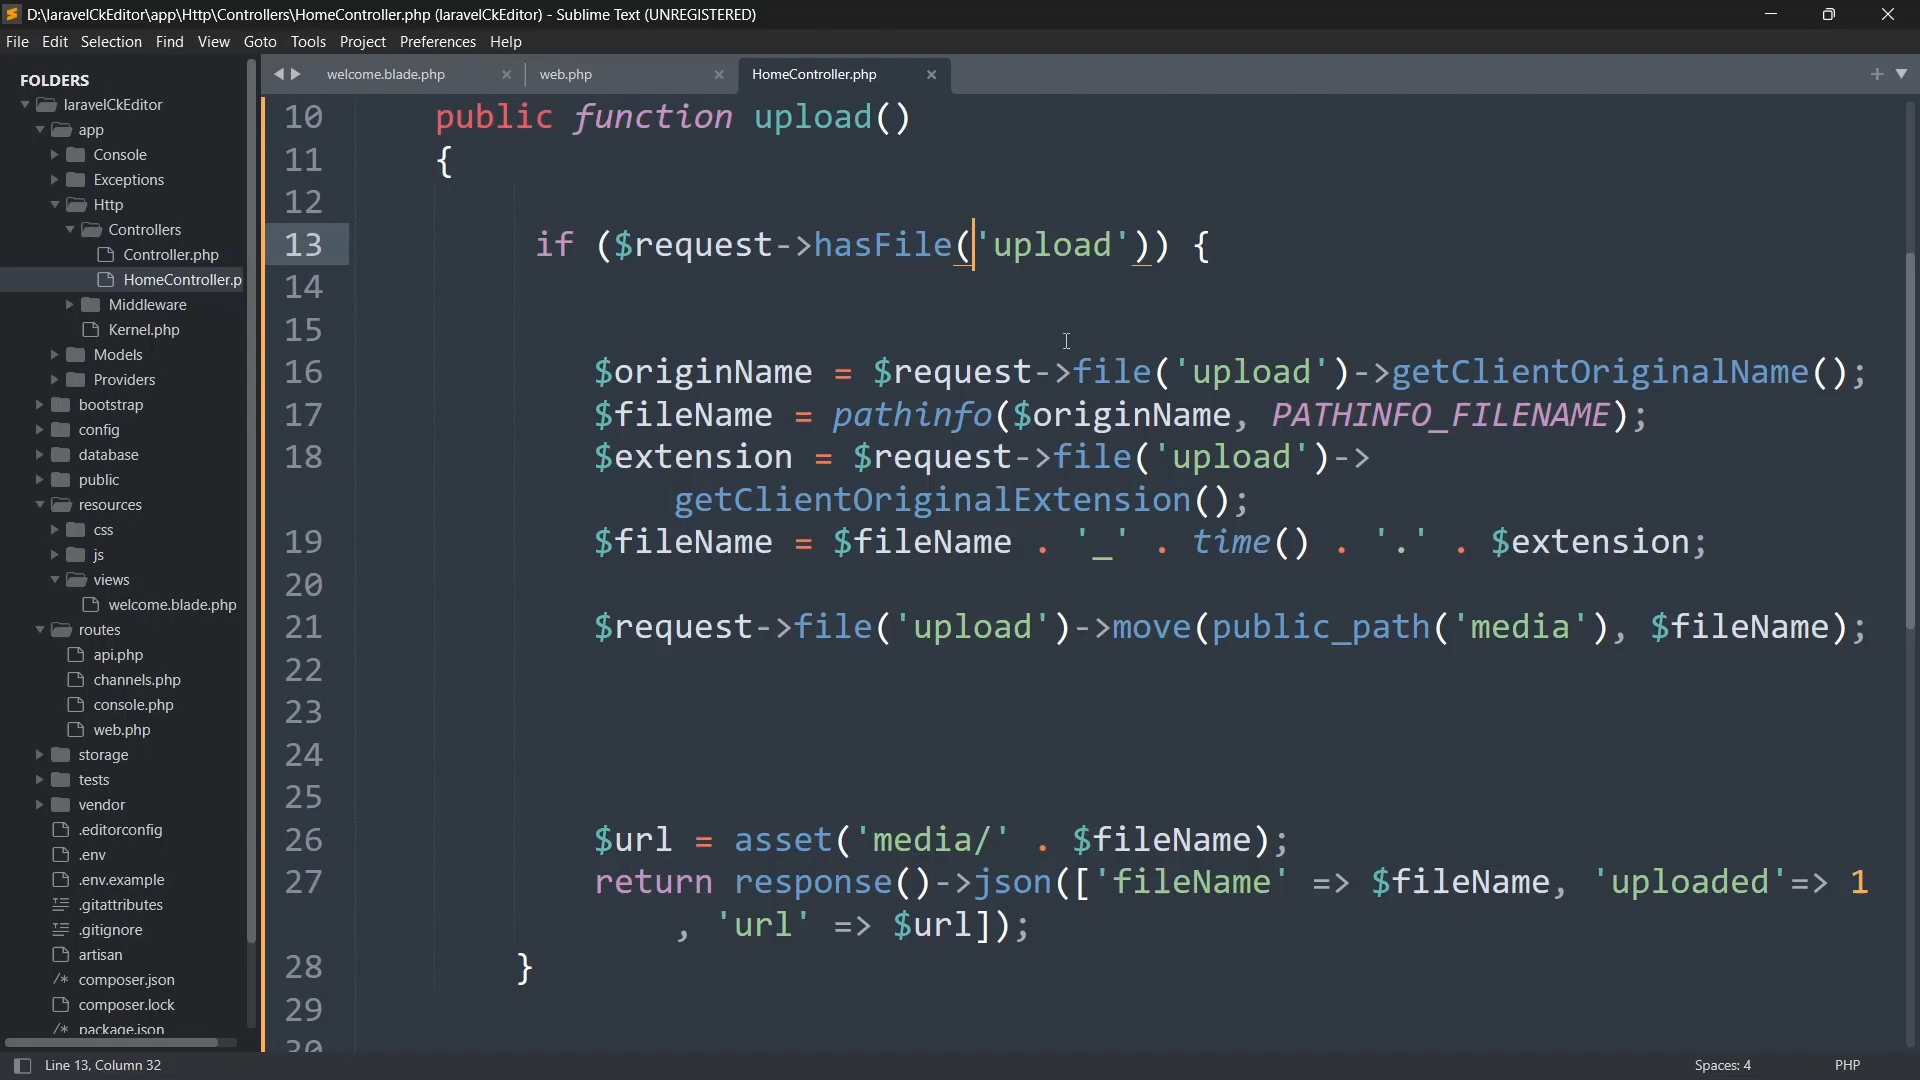 D:\laravelCkEditor\app\Http\Controllers\HomeController.php (laravelCkEditor) - Sublime Text (UNREGISTERED)
File Edit Selection Find View Goto Tools Project Preferences Help
FOLDERS
laravelCkEditor
app
Console
Exceptions
Http
Controllers
Controller.php
HomeController.p
Middleware
Kernel.php
Models
Providers
bootstrap
config
database
public
resources
css
js
views
welcome.blade.php
routes
api.php
channels.php
console.php
web.php
storage
tests
vendor
.editorconfig
.env
.env.example
.gitattributes
.gitignore
artisan
/* composer.json
composer.lock
/* package.json
welcome.blade.php × web.php × HomeController.php × +
10 public function upload()
11 {
12
13 if ($request->hasFile('upload')) {
14
15
16 $originName = $request->file('upload')->getClientOriginalName();
17 $fileName = pathinfo($originName, PATHINFO_FILENAME);
18 $extension = $request->file('upload')->
getClientOriginalExtension();
19 $fileName = $fileName . '_' . time() . '.' . $extension;
20
21 $request->file('upload')->move(public_path('media'), $fileName);
22
23
24
25
26 $url = asset('media/' . $fileName);
27 return response()->json(['fileName' => $fileName, 'uploaded'=> 1
, 'url' => $url]);
28 }
29
30
Line 13, Column 32 Spaces: 4 PHP